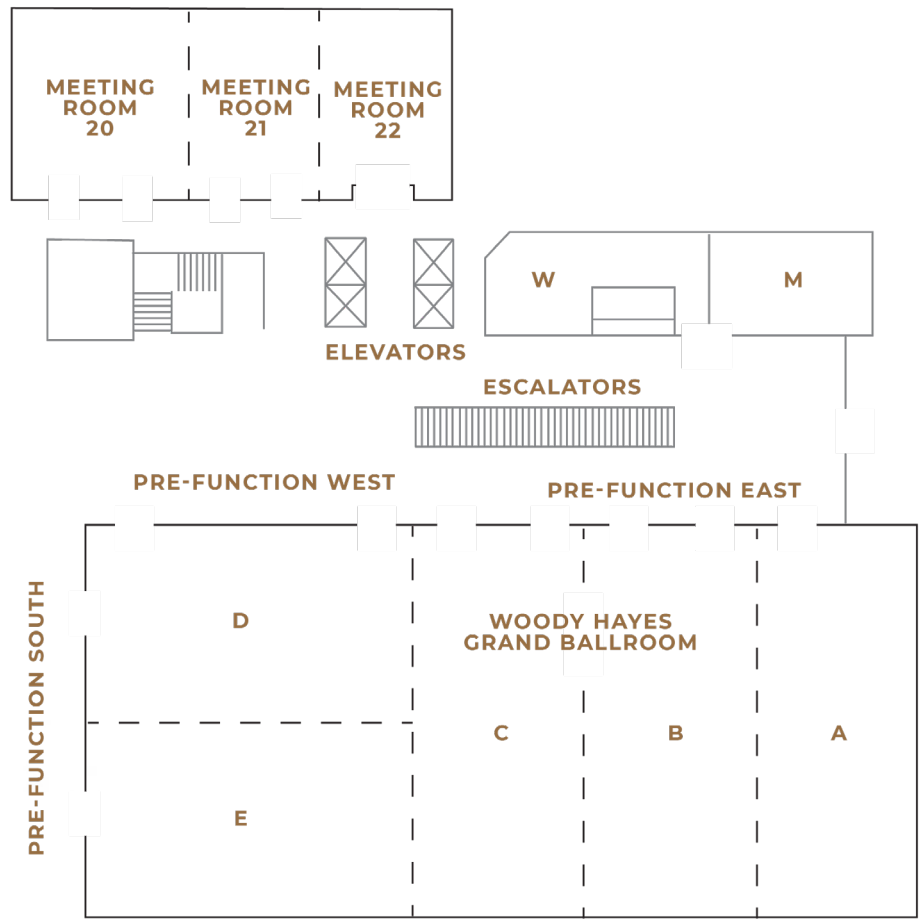 MEETING
ROOM
20
MEETING
ROOM
21
MEETING
ROOM
22
W
M
ELEVATORS
ESCALATORS
PRE-FUNCTION WEST
PRE-FUNCTION EAST
PRE-FUNCTION SOUTH
D
WOODY HAYES
GRAND BALLROOM
C
B
A
E